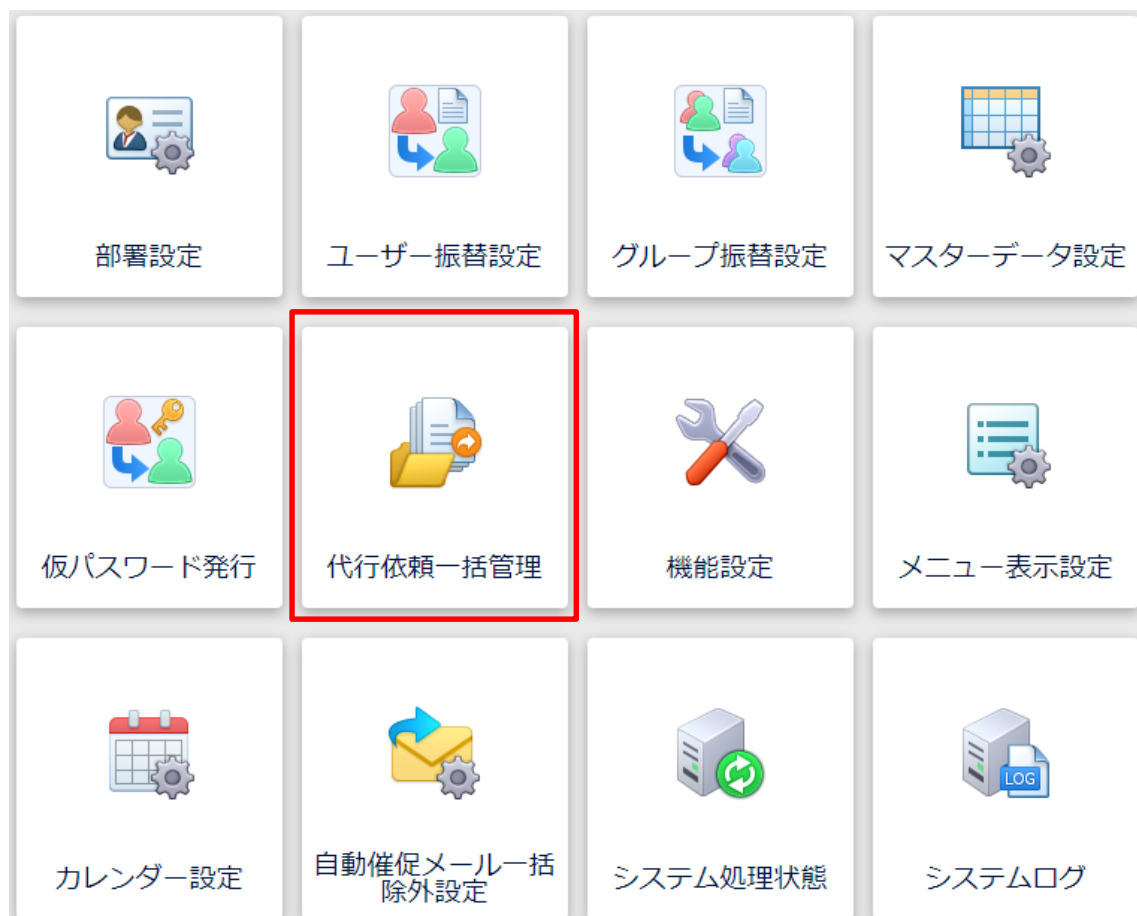 部署設定
ユーザー振替設定
グループ振替設定
マスターデータ設定
仮パスワード発行
代行依頼一括管理
機能設定
メニュー表示設定
カレンダー設定
自動催促メール一括
除外設定
システム処理状態
LOG
システムログ